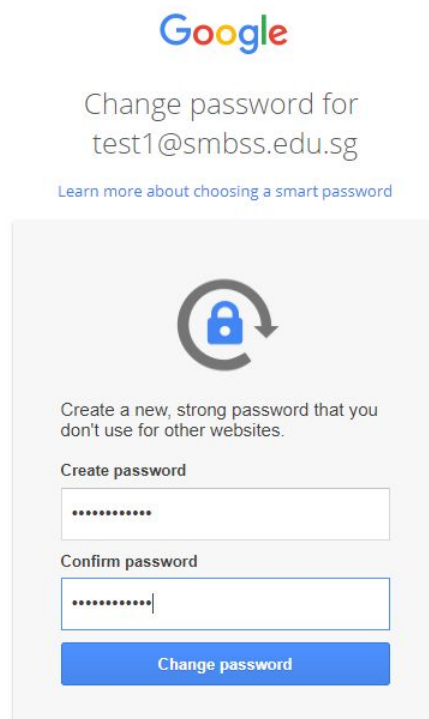 Google
Change password for
test1@smbss.edu.sg
Learn more about choosing a smart password
Create a new, strong password that you
don't use for other websites.
Create password
••••••••••••
Confirm password
••••••••••••
Change password